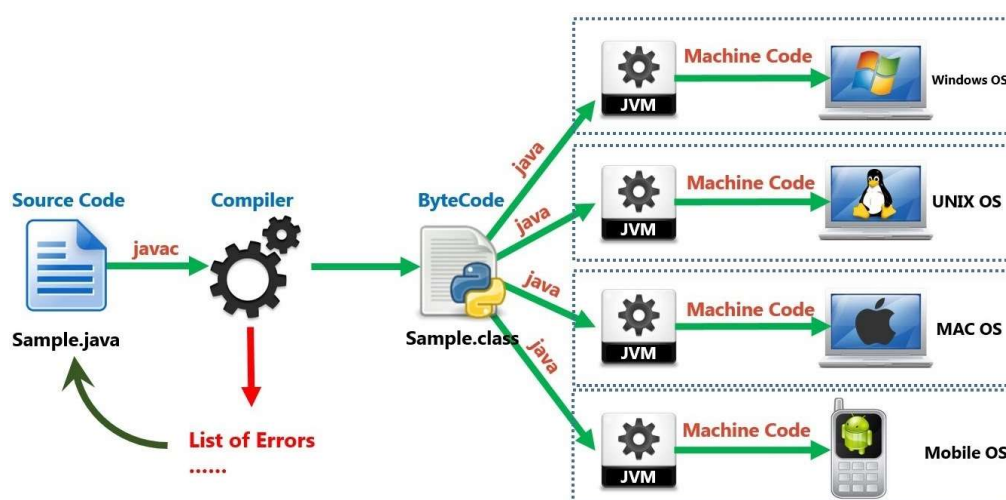 Source Code
javac
Sample.java
Compiler
List of Errors
......
ByteCode
Sample.class
java
JVM
Machine Code
Windows OS
java
JVM
Machine Code
UNIX OS
java
JVM
Machine Code
MAC OS
java
JVM
Machine Code
Mobile OS